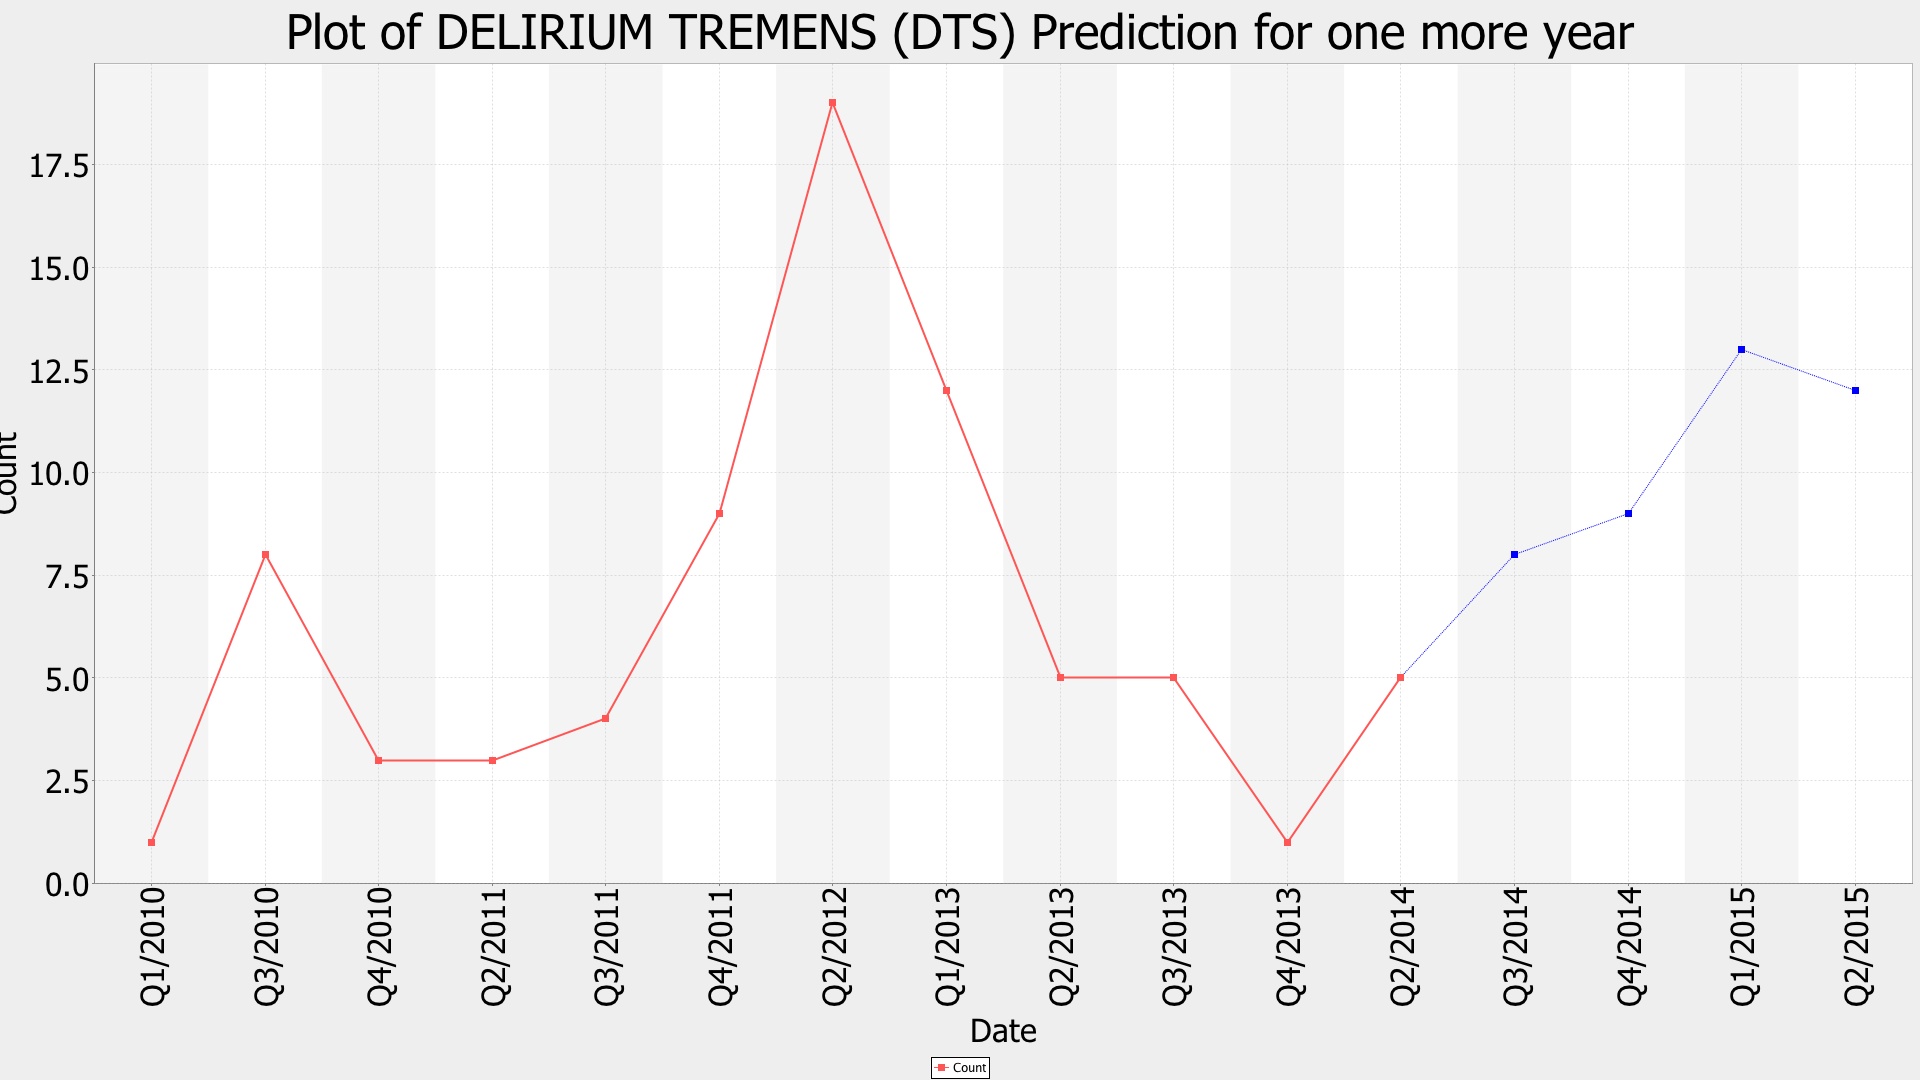 Plot of DELIRIUM TREMENS (DTS) Prediction for one more year
17.5
15.0
12.5
10.0
7.5
5.0
2.5
0.0
Count
Q1/2010
Q3/2010
Q4/2010
Q2/2011
Q3/2011
Q4/2011
Q2/2012
Q1/2013
Q2/2013
Q3/2013
Q4/2013
Q2/2014
Q3/2014
Q4/2014
Q1/2015
Q2/2015
Date
Count